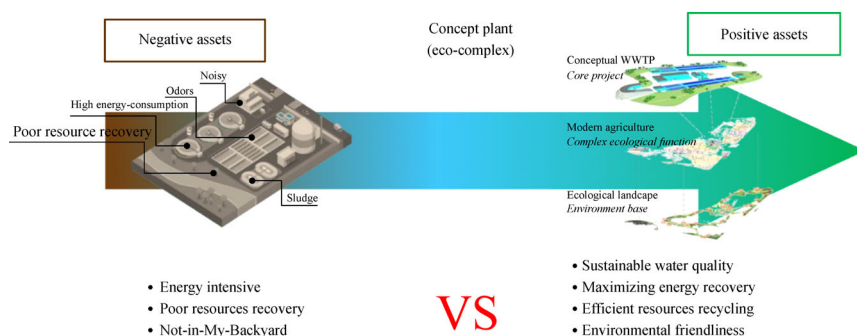 Negative assets
Concept plant
(eco-complex)
Positive assets
Noisy
Odors
High energy-consumption
Poor resource recovery
Sludge
Conceptual WWTP
Core project
Modern agriculture
Complex ecological function
Ecological landcape
Environment base
• Energy intensive
• Poor resources recovery
• Not-in-My-Backyard
VS
• Sustainable water quality
• Maximizing energy recovery
• Efficient resources recycling
• Environmental friendliness